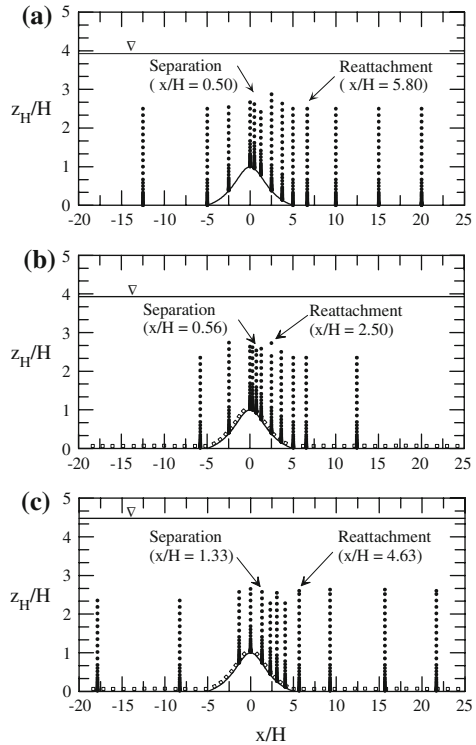 (a)
5
∇
4
Separation
Reattachment
( x/H = 0.50)
( x/H = 5.80)
3
z_H/H
2
1
0
-20 -15 -10 -5 0 5 10 15 20 25
(b)
5
∇
4
Separation
Reattachment
(x/H = 0.56)
(x/H = 2.50)
3
z_H/H
2
1
0
-20 -15 -10 -5 0 5 10 15 20 25
(c)
5
∇
4
Separation
Reattachment
(x/H = 1.33)
(x/H = 4.63)
3
z_H/H
2
1
0
-20 -15 -10 -5 0 5 10 15 20 25
x/H